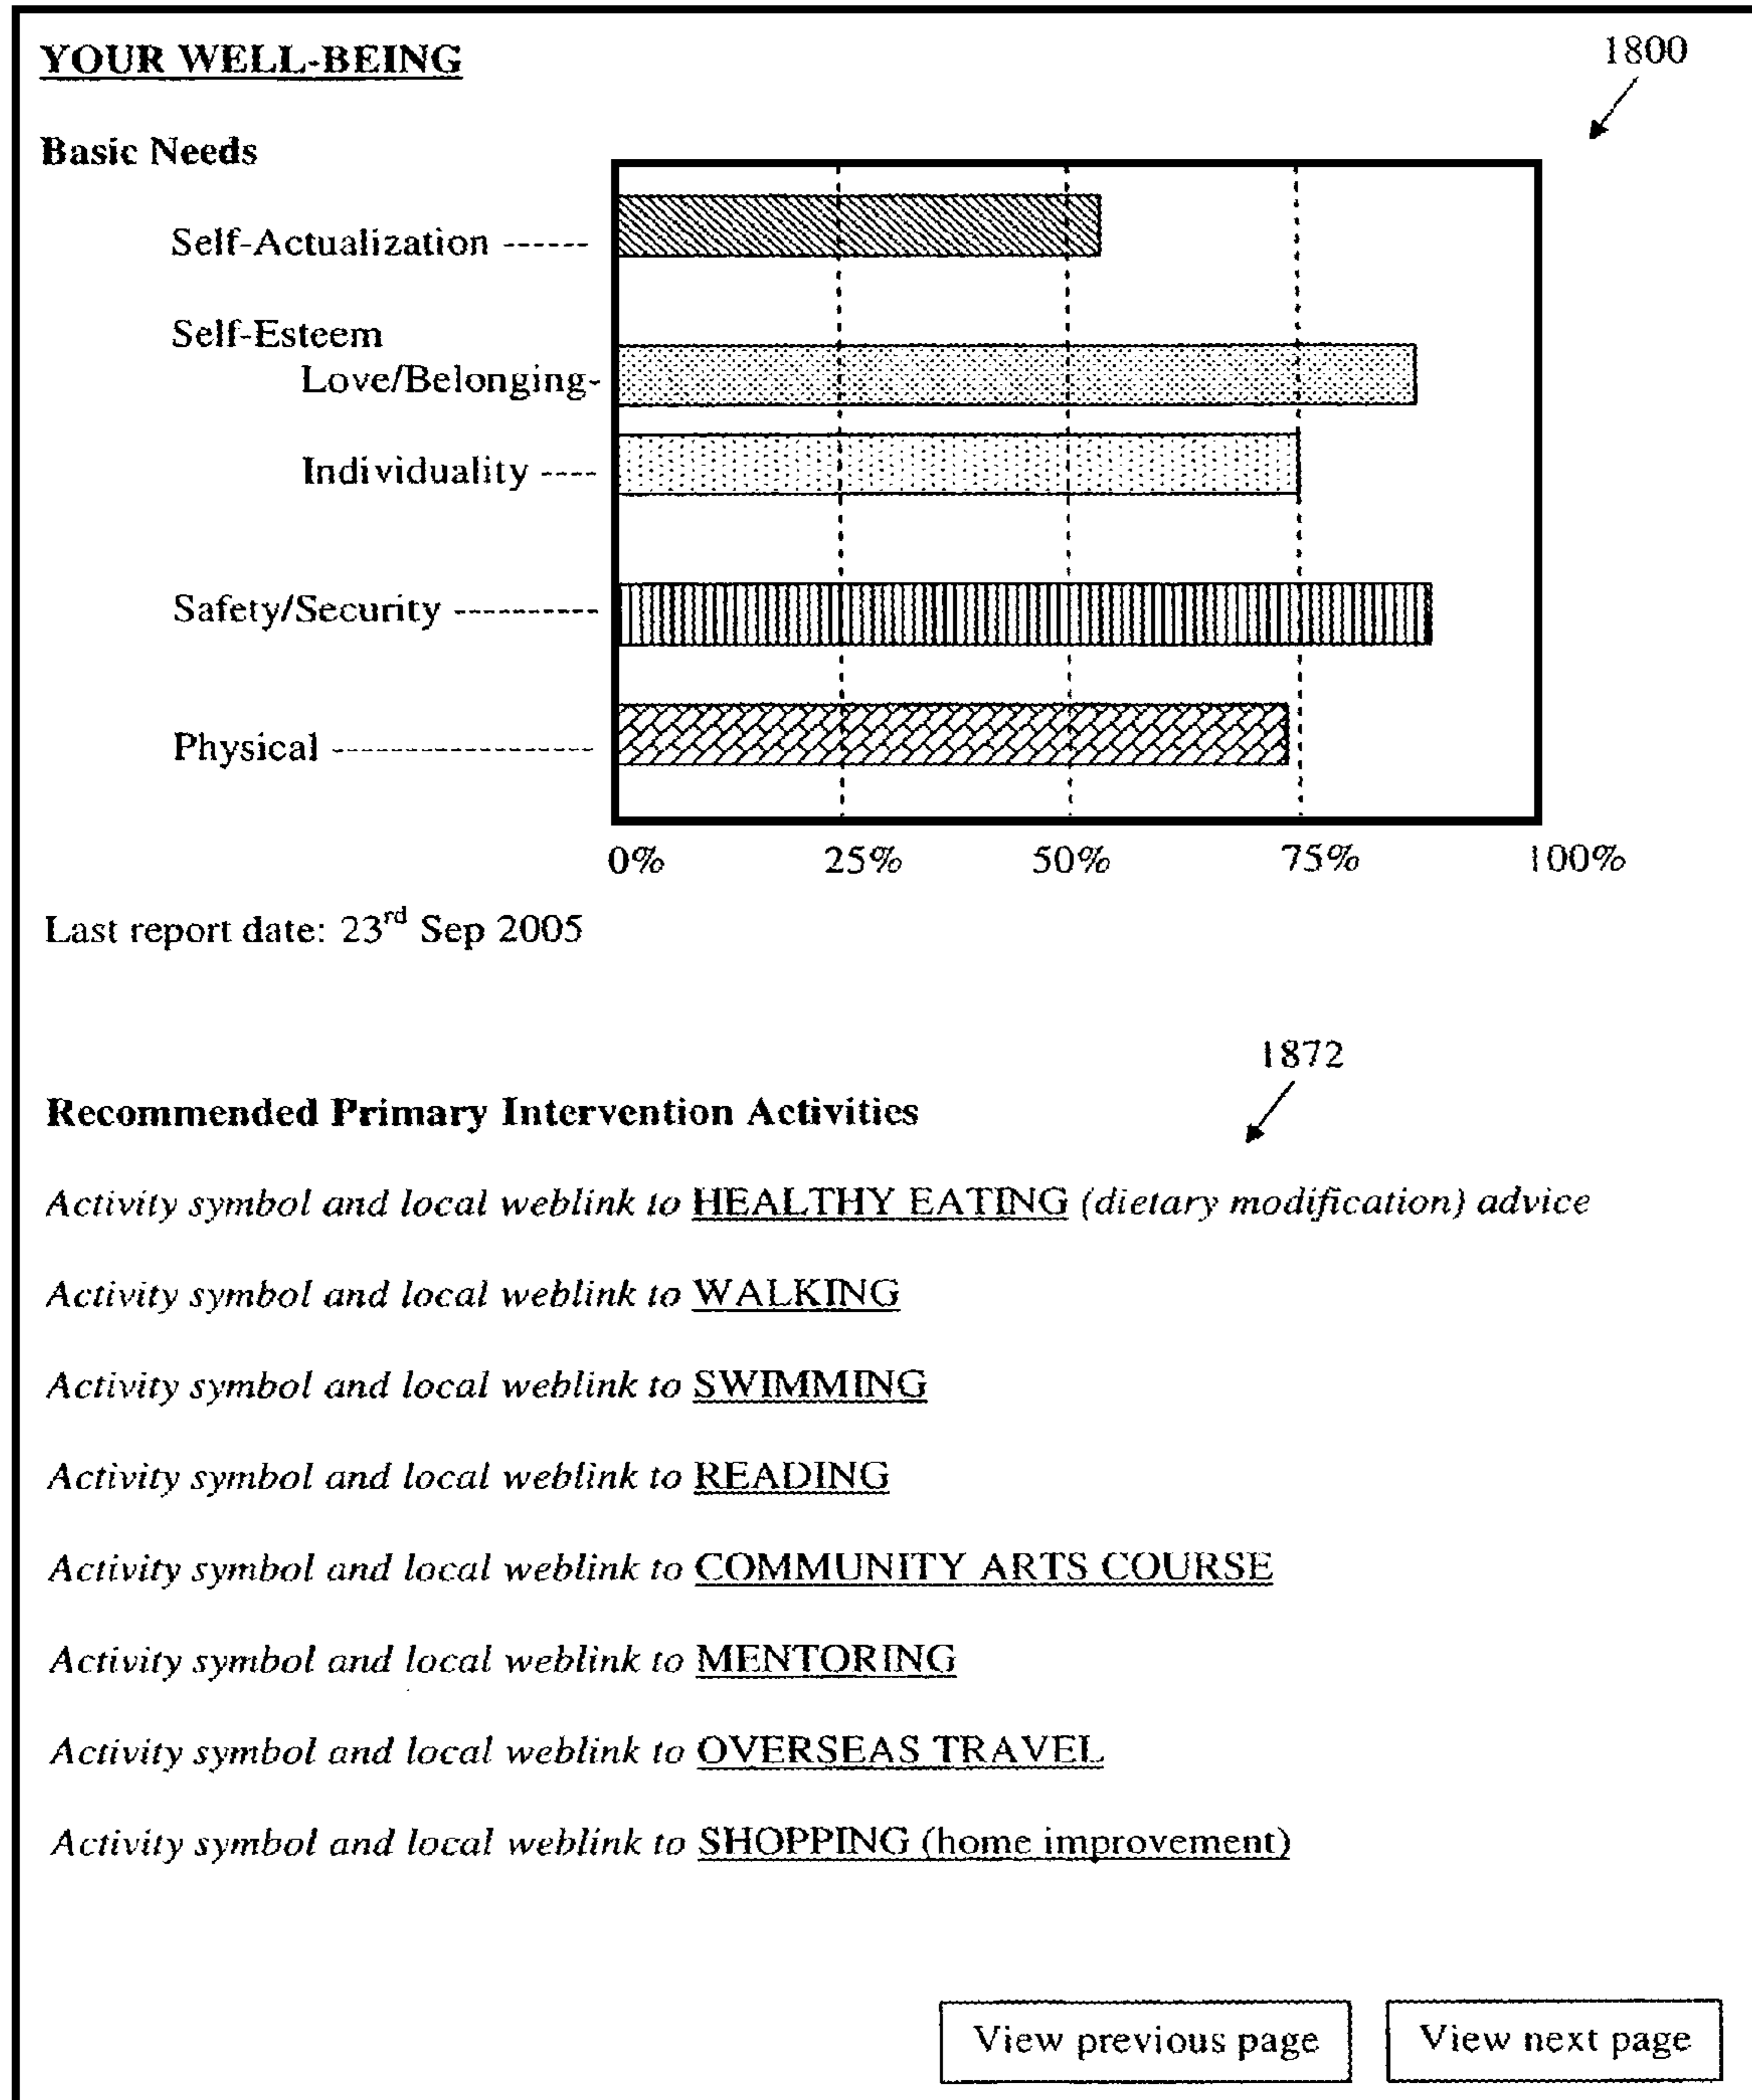 YOUR WELL-BEING
1800
Basic Needs
Self-Actualization ------
Self-Esteem
Love/Belonging-
Individuality ----
Safety/Security ----------
Physical ------------------
0% 25% 50% 75% 100%
Last report date: 23rd Sep 2005
1872
Recommended Primary Intervention Activities
Activity symbol and local weblink to HEALTHY EATING (dietary modification) advice
Activity symbol and local weblink to WALKING
Activity symbol and local weblink to SWIMMING
Activity symbol and local weblink to READING
Activity symbol and local weblink to COMMUNITY ARTS COURSE
Activity symbol and local weblink to MENTORING
Activity symbol and local weblink to OVERSEAS TRAVEL
Activity symbol and local weblink to SHOPPING (home improvement)
View previous page View next page